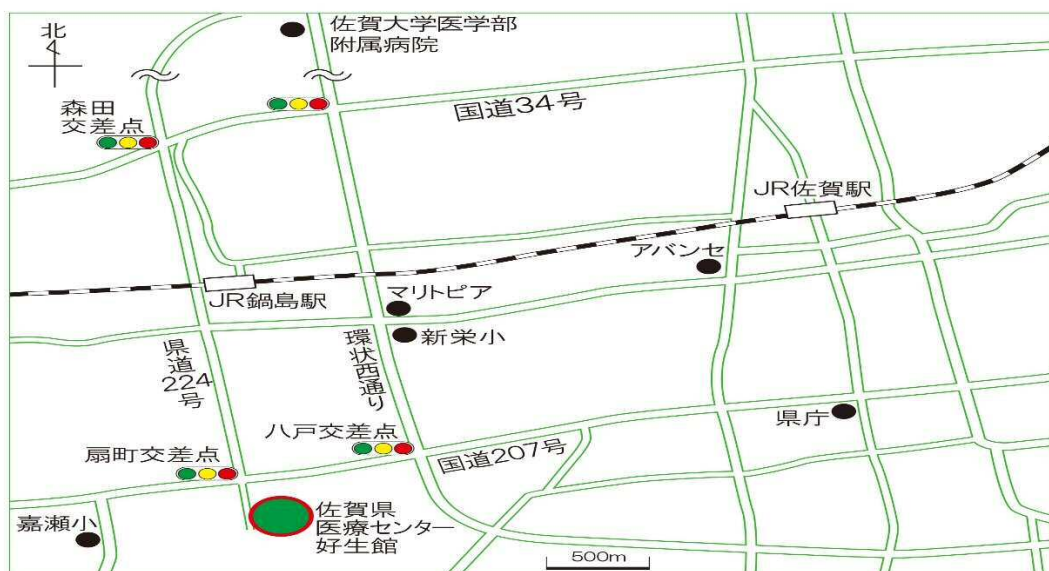 北
佐賀大学医学部
附属病院
森田
交差点
国道34号
JR佐賀駅
アバンセ
JR鍋島駅
マリトピア
新栄小
県道224号
環状西通り
県庁
八戸交差点
国道207号
扇町交差点
嘉瀬小
佐賀県
医療センター
好生館
500m